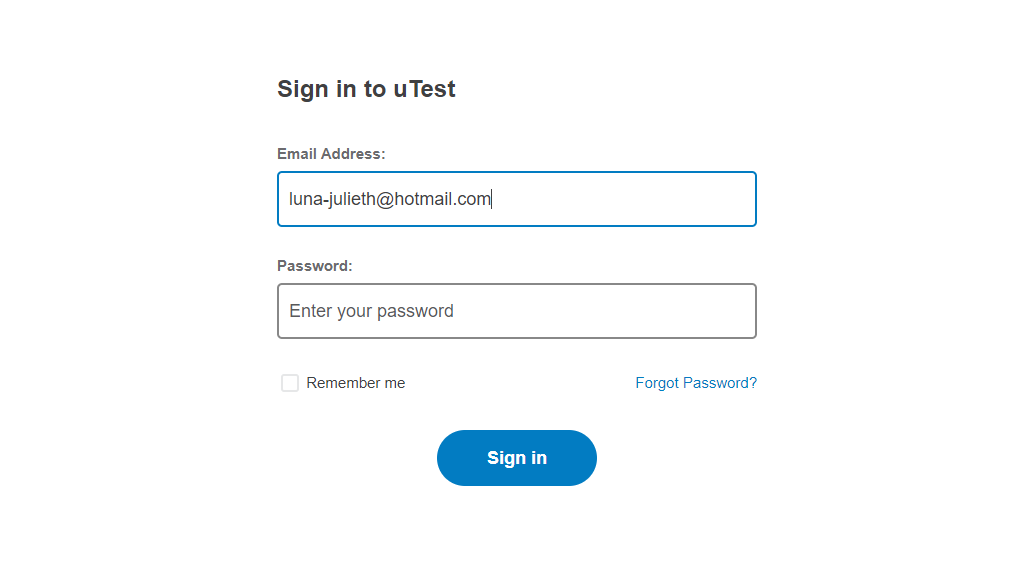 Sign in to uTest
Email Address:
luna-julieth@hotmail.com
Password:
Enter your password
Remember me
Forgot Password?
Sign in